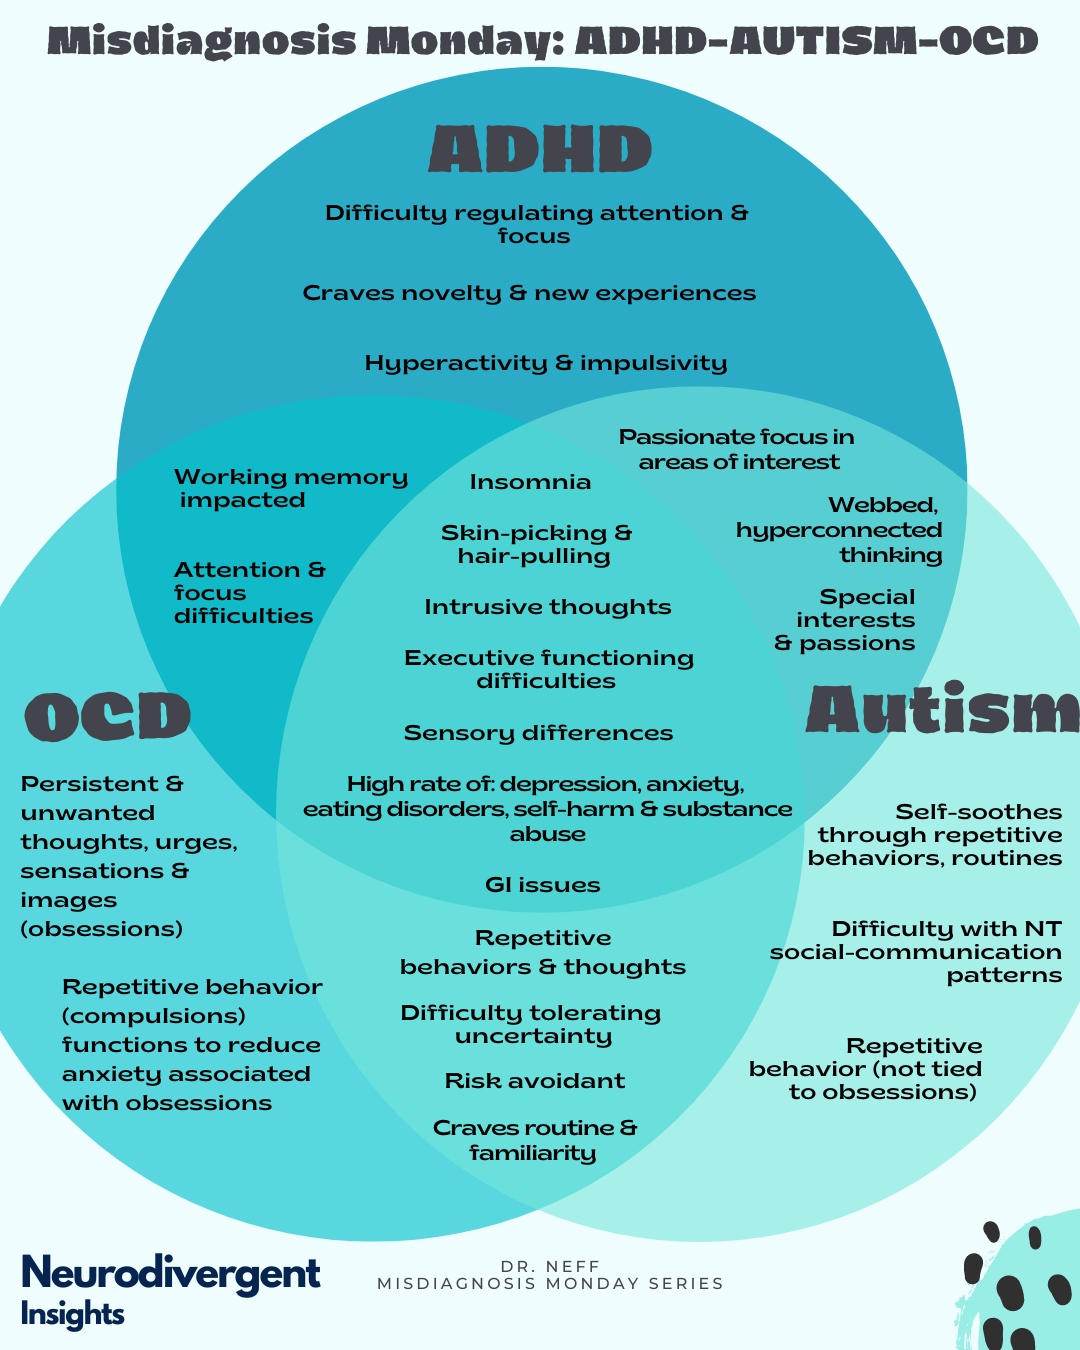 Misdiagnosis Monday: ADHD-AUTISM-OCD
ADHD
Difficulty regulating attention &
focus
Craves novelty & new experiences
Hyperactivity & impulsivity
Passionate focus in
areas of interest
Webbed,
hyperconnected
thinking
Special
interests
& passions
Working memory
impacted
Attention &
focus
difficulties
Insomnia
Skin-picking &
hair-pulling
Intrusive thoughts
Executive functioning
difficulties
Sensory differences
High rate of: depression, anxiety,
eating disorders, self-harm & substance
abuse
GI issues
OCD
Persistent &
unwanted
thoughts, urges,
sensations &
images
(obsessions)
Repetitive behavior
(compulsions)
functions to reduce
anxiety associated
with obsessions
Repetitive
behaviors & thoughts
Difficulty tolerating
uncertainty
Risk avoidant
Craves routine &
familiarity
Autism
Self-soothes
through repetitive
behaviors, routines
Difficulty with NT
social-communication
patterns
Repetitive
behavior (not tied
to obsessions)
Neurodivergent
Insights
DR. NEFF
MISDIAGNOSIS MONDAY SERIES